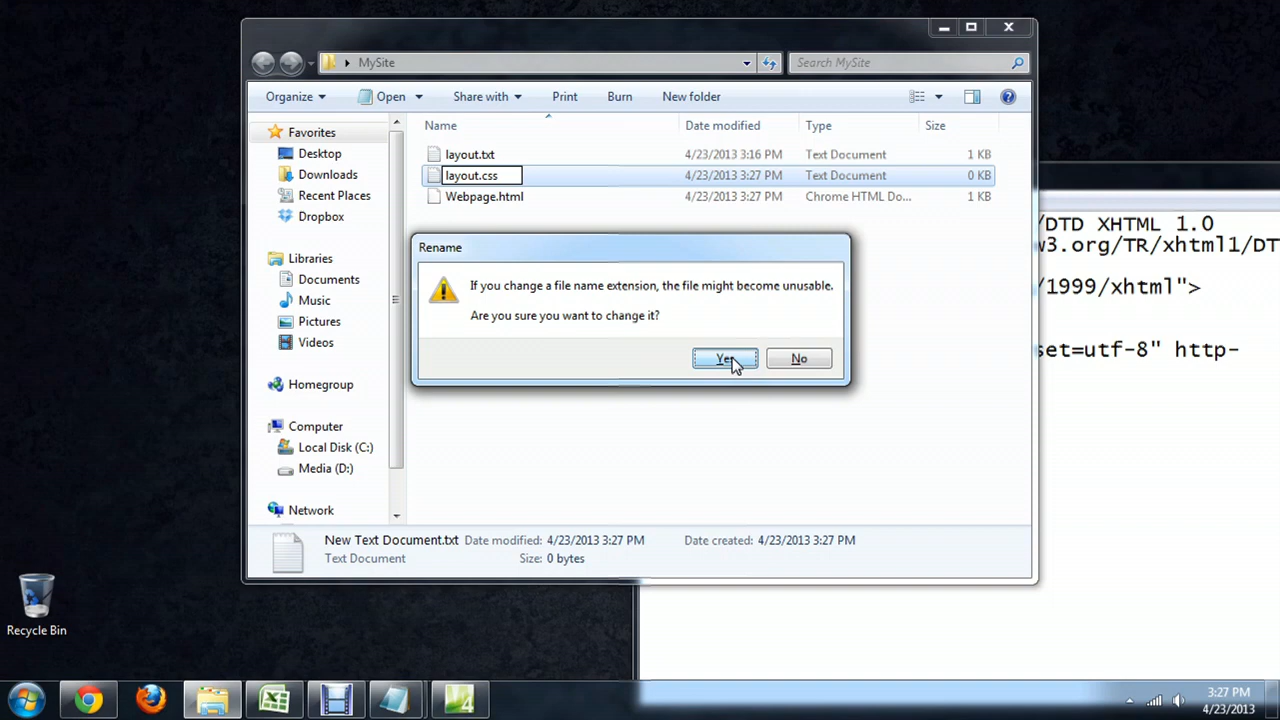 MySite
Search MySite
Organize
Open
Share with
Print
Burn
New folder
Name
Date modified
Type
Size
Favorites
Desktop
Downloads
Recent Places
Dropbox
Libraries
Documents
Music
Pictures
Videos
Homegroup
Computer
Local Disk (C:)
Media (D:)
Network
layout.txt 4/23/2013 3:16 PM Text Document 1 KB
layout.css 4/23/2013 3:27 PM Text Document 0 KB
Webpage.html 4/23/2013 3:27 PM Chrome HTML Do... 1 KB
Rename
If you change a file name extension, the file might become unusable.
Are you sure you want to change it?
Yes
No
New Text Document.txt Date modified: 4/23/2013 3:27 PM Date created: 4/23/2013 3:27 PM
Text Document Size: 0 bytes
/DTD XHTML 1.0
w3.org/TR/xhtml1/DT
/1999/xhtml">
set=utf-8" http-
Recycle Bin
3:27 PM
4/23/2013